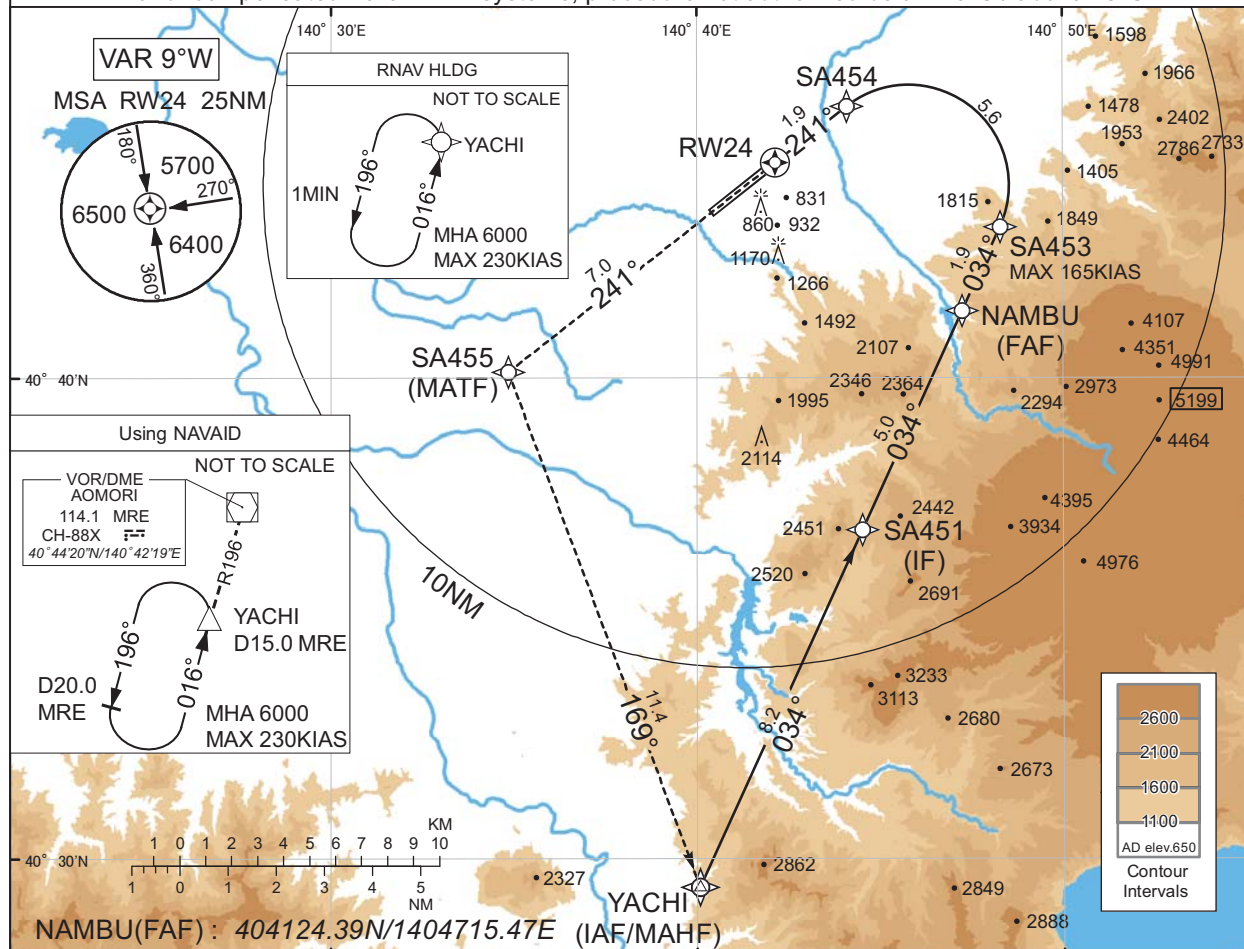 140° 30'E
140° 40'E
140° 50'E
VAR 9°W
MSA RW24 25NM
180°
5700
270°
6500
6400
360°
RNAV HLDG
NOT TO SCALE
YACHI
196°
016°
1MIN
MHA 6000
MAX 230KIAS
SA454
5.6
1.9
241°
RW24
831
860
932
1170
1266
1492
1598
1966
1478
2402
1953
2786
2733
1405
1815
1849
SA453
MAX 165KIAS
1.9
034°
NAMBU
(FAF)
7.0
241°
SA455
(MATF)
40° 40'N
2107
2346
2364
1995
2114
4107
4351
4991
2973
2294
5199
4464
5.0
034°
Using NAVAID
NOT TO SCALE
VOR/DME
AOMORI
114.1 MRE
CH-88X
40°44'20"N/140°42'19"E
R196
YACHI
D15.0 MRE
196°
016°
D20.0
MRE
MHA 6000
MAX 230KIAS
10NM
2442
2451
SA451
(IF)
2520
2691
4395
3934
4976
3233
3113
2680
2673
11.4
169°
8.2
034°
2600
2100
1600
1100
AD elev.650
Contour
Intervals
KM
1 0 1 2 3 4 5 6 7 8 9 10
1 0 1 2 3 4 5
NM
40° 30'N
2327
2862
2849
2888
YACHI
(IAF/MAHF)
NAMBU(FAF) : 404124.39N/1404715.47E